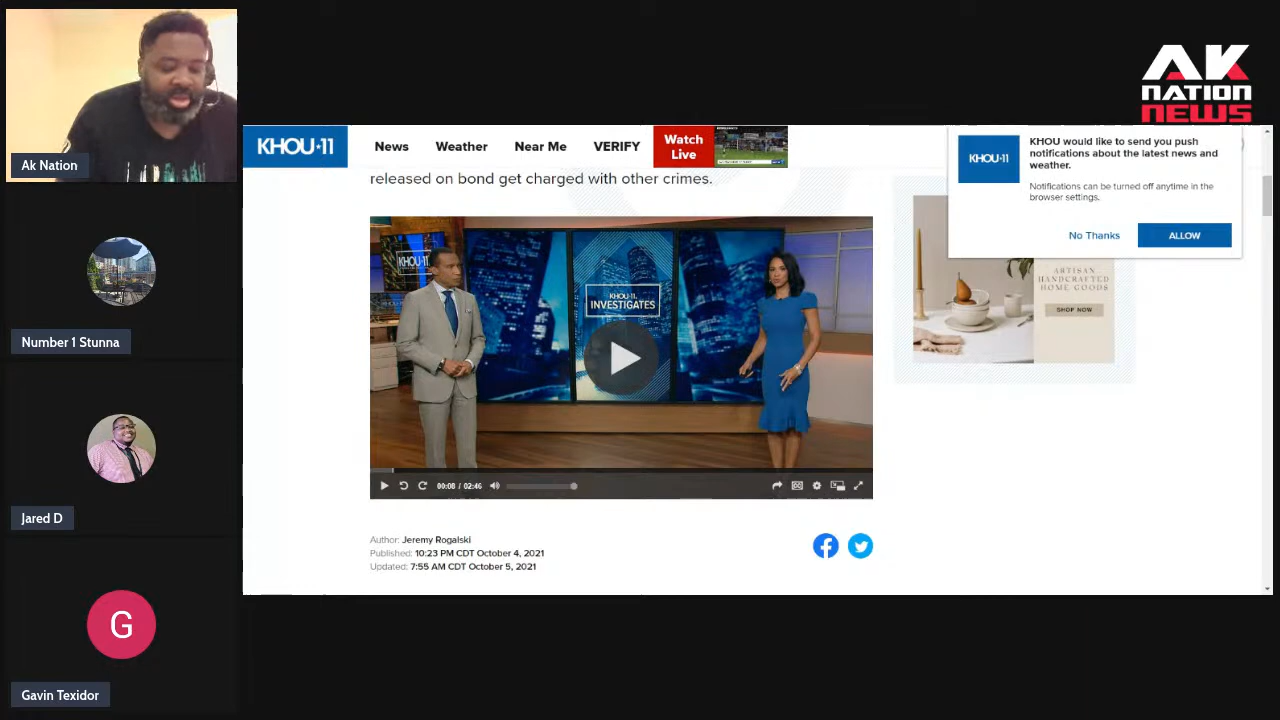 AK
NATION
NEWS
Ak Nation
Number 1 Stunna
Jared D
G
Gavin Texidor
KHOU•11
News
Weather
Near Me
VERIFY
Watch
Live
released on bond get charged with other crimes.
KHOU•11
KHOU-11.
INVESTIGATES
00:08 / 02:46
Author: Jeremy Rogalski
Published: 10:23 PM CDT October 4, 2021
Updated: 7:55 AM CDT October 5, 2021
KHOU•11
KHOU would like to send you push
notifications about the latest news and
weather.
Notifications can be turned off anytime in the
browser settings.
No Thanks
ALLOW
ARTISAN
HANDCRAFTED
HOME GOODS
SHOP NOW